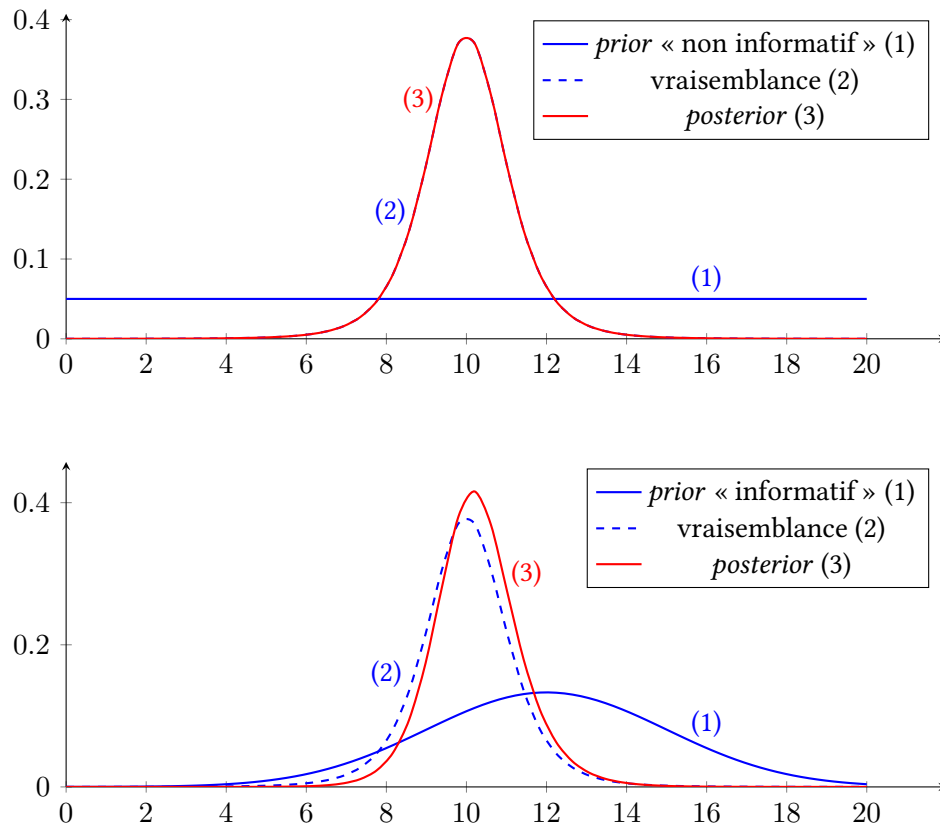 0.4
prior « non informatif » (1)
vraisemblance (2)
posterior (3)
0.3
(3)
0.2
(2)
0.1
(1)
0
0 2 4 6 8 10 12 14 16 18 20
prior « informatif » (1)
vraisemblance (2)
posterior (3)
0.4
(3)
0.2
(2)
(1)
0
0 2 4 6 8 10 12 14 16 18 20